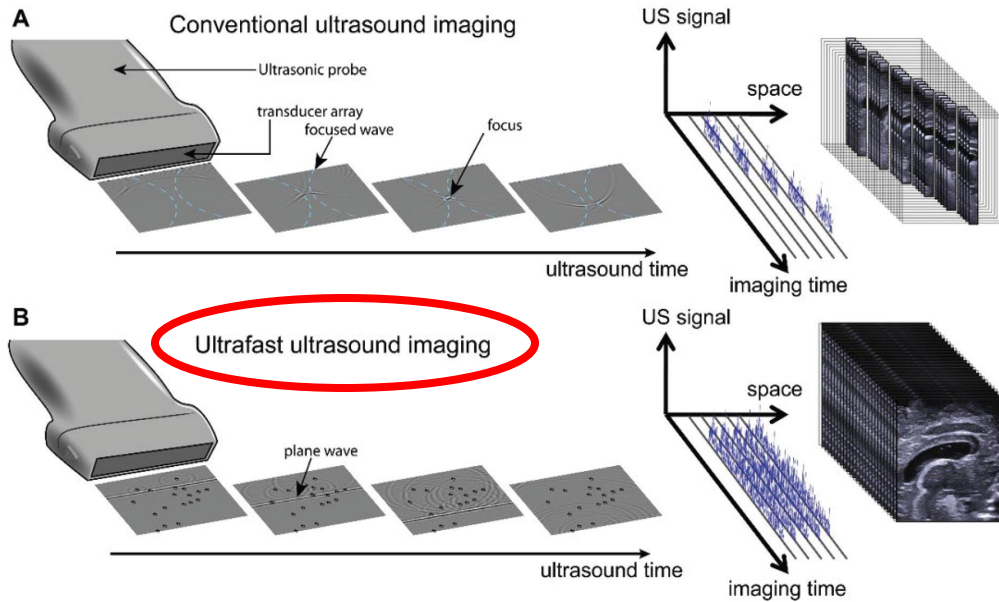 A
Conventional ultrasound imaging
Ultrasonic probe
transducer array
focused wave
focus
ultrasound time
US signal
space
imaging time
B
Ultrafast ultrasound imaging
plane wave
ultrasound time
US signal
space
imaging time